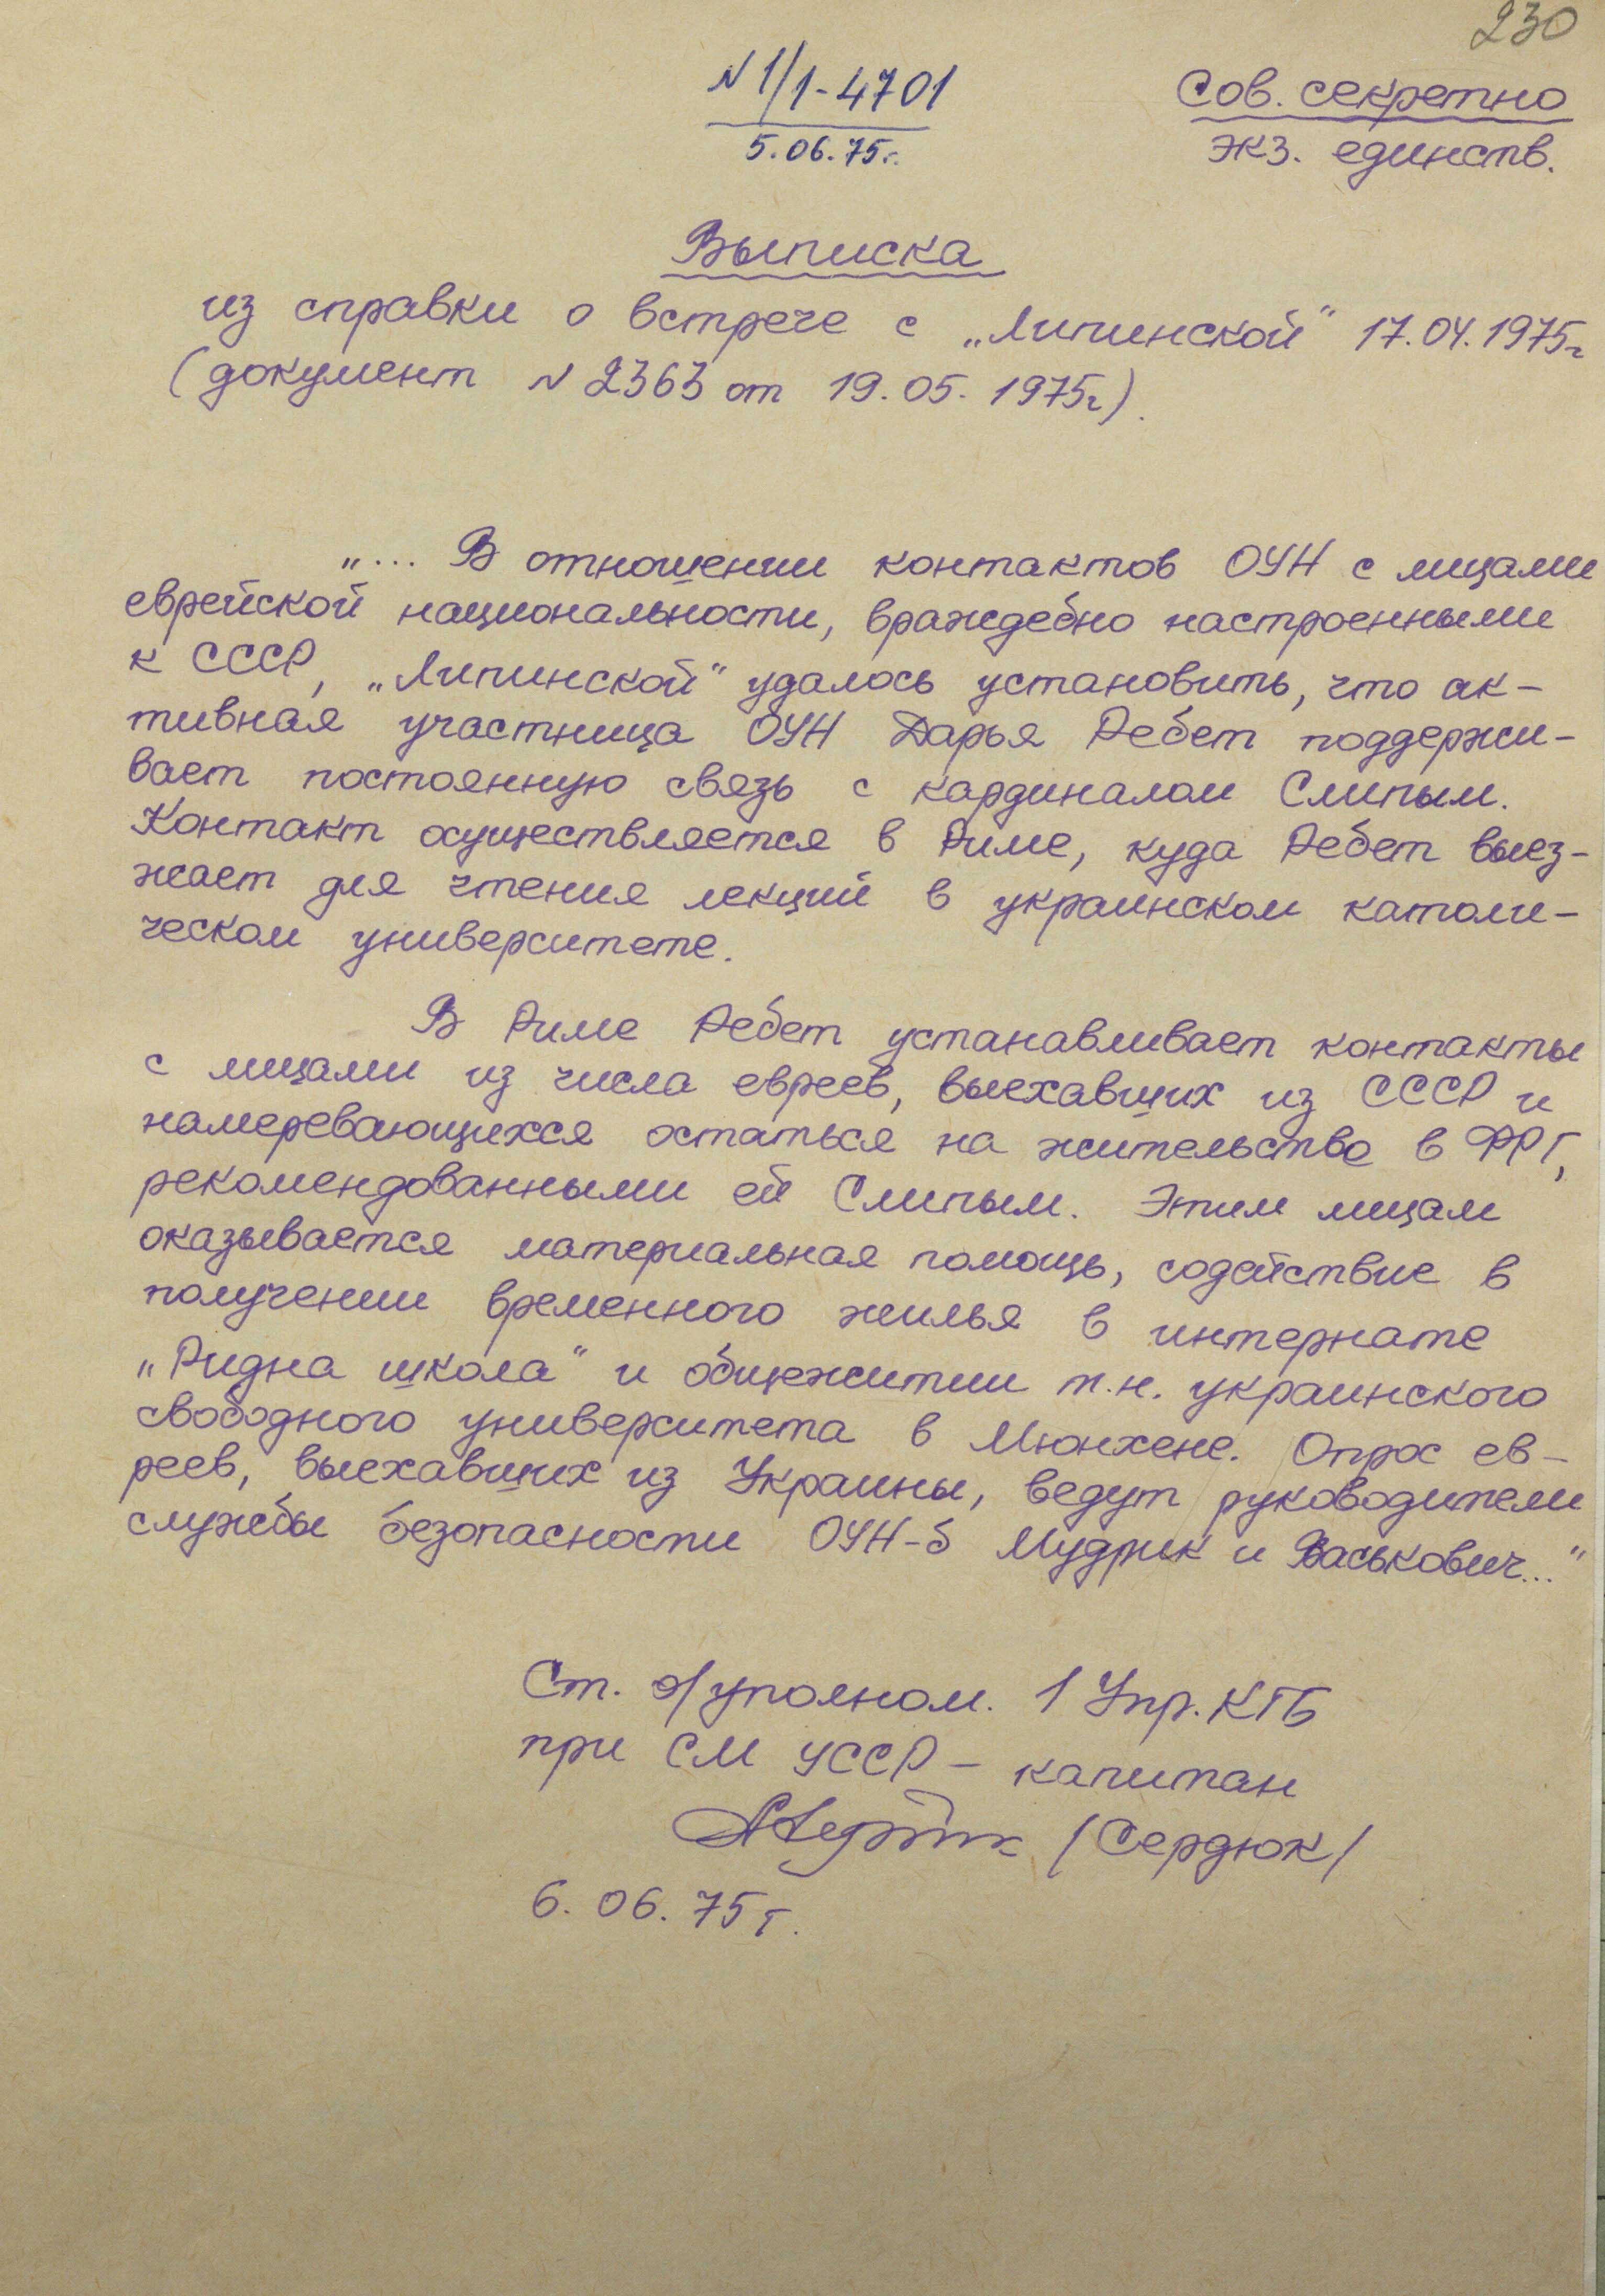 230
N 1/1-4701
5.06.75г.
Сов. секретно
экз. единств.
Выписка
из справки о встрече с „Липинской“ 17.04.1975г
(документ N 2363 от 19.05.1975г).
„... В отношении контактов ОУН с лицами
еврейской национальности, враждебно настроенными
к СССР, „Липинской“ удалось установить, что ак-
тивная участница ОУН Дарья Ребет поддержи-
вает постоянную связь с кардиналом Слипым.
Контакт осуществляется в Риме, куда Ребет выез-
жает для чтения лекций в украинском католи-
ческом университете.
В Риме Ребет устанавливает контакты
с лицами из числа евреев, выехавших из СССР и
намеревающихся остаться на жительство в ФРГ,
рекомендованными ей Слипым. Этим лицам
оказывается материальная помощь, содействие в
получении временного жилья в интернате
„Ридна школа“ и общежитии т.н. украинского
свободного университета в Мюнхене. Опрос ев-
реев, выехавших из Украины, ведут руководители
службы безопасности ОУН-б Мудрик и Васькович...“
Ст. о/уполном. 1 Упр. КГБ
при СМ УССР - капитан
/Сердюк/
6.06.75г.